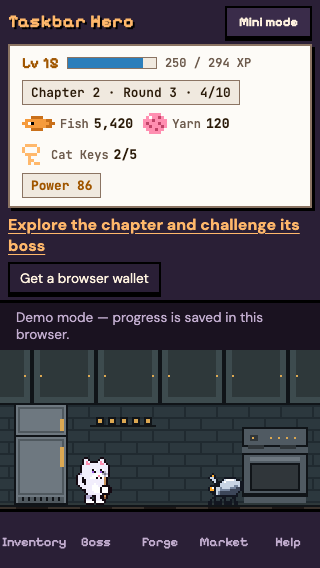 Taskbar Hero
Mini mode
Lv 18
250 / 294 XP
Chapter 2 · Round 3 · 4/10
Fish 5,420
Yarn 120
Cat Keys 2/5
Power 86
Explore the chapter and challenge its
boss
Get a browser wallet
Demo mode — progress is saved in this
browser.
Inventory
Boss
Forge
Market
Help